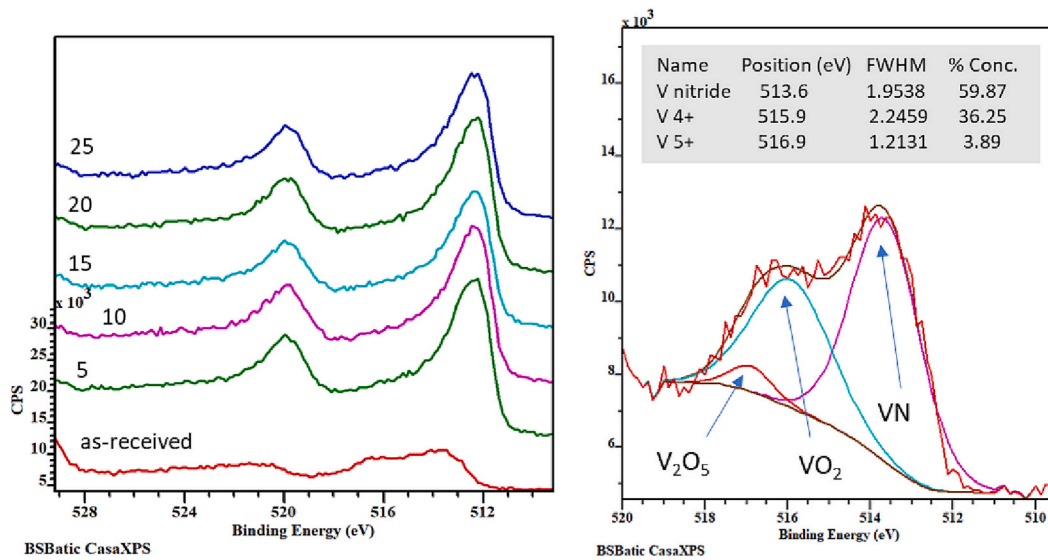 25
20
15
x 10³
10
30
25
5
20
15
as-received
10
5
CPS
528
524
520
516
512
Binding Energy (eV)
BSBatic CasaXPS
x 10³
16
14
12
10
8
6
CPS
Name Position (eV) FWHM % Conc.
V nitride 513.6 1.9538 59.87
V 4+ 515.9 2.2459 36.25
V 5+ 516.9 1.2131 3.89
VN
V₂O₅
VO₂
520 518 516 514 512 510
Binding Energy (eV)
BSBatic CasaXPS